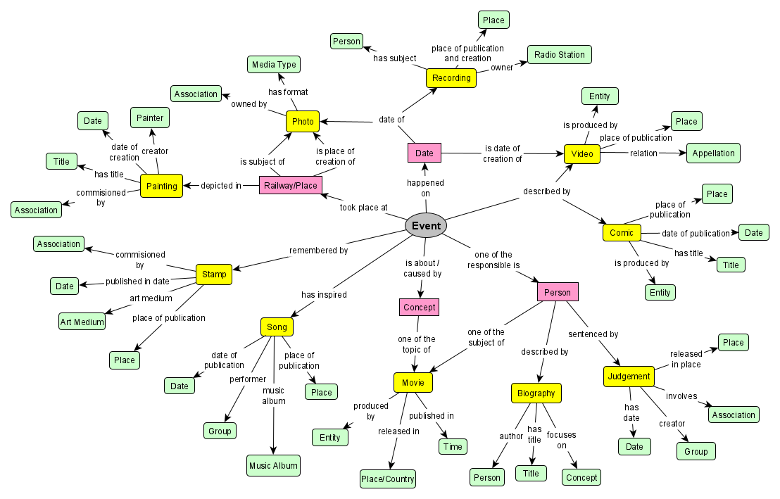 Place
Person
has subject
place of publication
and creation
Radio Station
owner
Recording
Media Type
Association
has format
owned by
Photo
date of
Entity
is produced by
Place
place of publication
Date
Painter
date of
creation
creator
Title
has title
Painting
commisioned
by
Association
is subject of
is place of
creation of
depicted in
Railway/Place
Date
is date of
creation of
Video
relation
Appellation
happened
on
described by
took place at
Event
Place
place of
publication
Comic
date of publication
Date
has title
Title
is produced by
Entity
Association
commisioned
by
remembered by
Stamp
Date
published in date
art medium
Art Medium
place of publication
Place
has inspired
is about /
caused by
one of the
responsible is
Concept
Person
Song
date of
publication
place of
publication
performer
music
album
Date
Place
Group
Music Album
one of the
topic of
one of the
subject of
Movie
produced
by
published in
released in
Entity
Time
Place/Country
described by
sentenced by
Biography
author
has
title
focuses
on
Person
Title
Concept
Judgement
released
in place
Place
involves
Association
has
date
creator
Date
Group